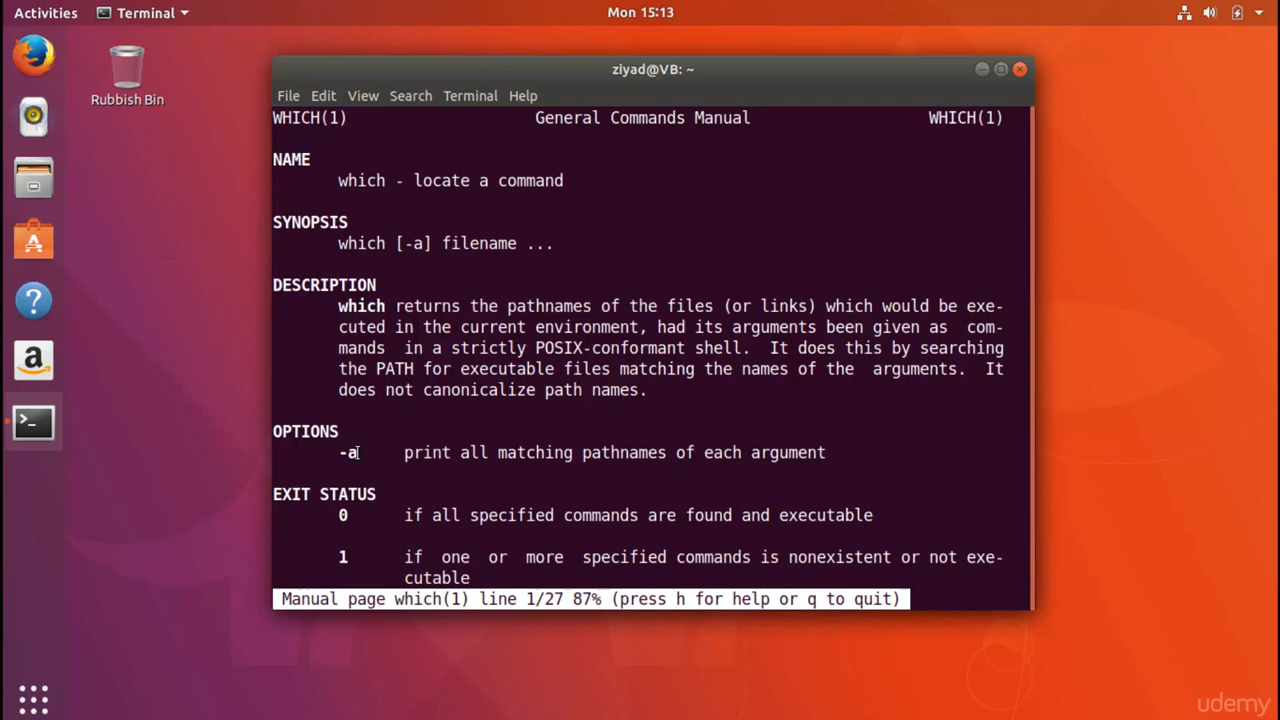 Activities Terminal Mon 15:13
Rubbish Bin
ziyad@VB: ~
File Edit View Search Terminal Help
WHICH(1) General Commands Manual WHICH(1)
NAME
which - locate a command
SYNOPSIS
which [-a] filename ...
DESCRIPTION
which returns the pathnames of the files (or links) which would be exe-
cuted in the current environment, had its arguments been given as com-
mands in a strictly POSIX-conformant shell. It does this by searching
the PATH for executable files matching the names of the arguments. It
does not canonicalize path names.
OPTIONS
-a print all matching pathnames of each argument
EXIT STATUS
0 if all specified commands are found and executable
1 if one or more specified commands is nonexistent or not exe-
cutable
Manual page which(1) line 1/27 87% (press h for help or q to quit)
udemy